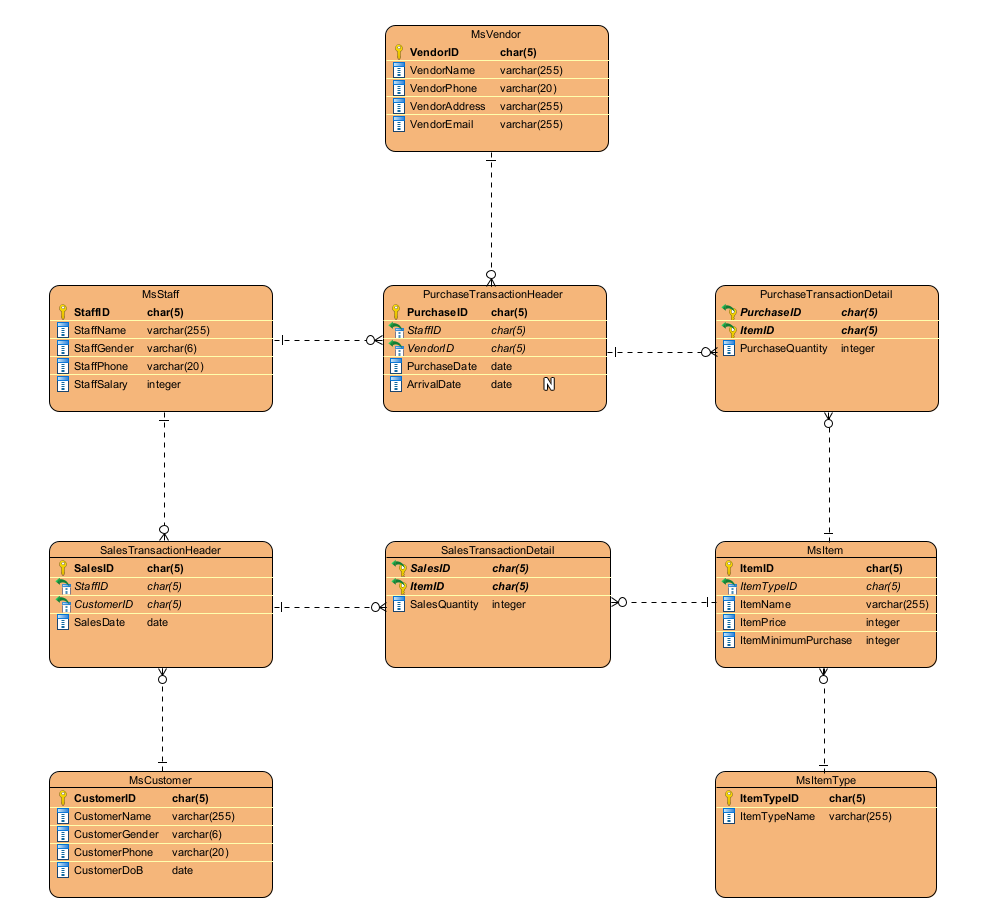 MsVendor
VendorID char(5)
VendorName varchar(255)
VendorPhone varchar(20)
VendorAddress varchar(255)
VendorEmail varchar(255)
MsStaff
StaffID char(5)
StaffName varchar(255)
StaffGender varchar(6)
StaffPhone varchar(20)
StaffSalary integer
PurchaseTransactionHeader
PurchaseID char(5)
StaffID char(5)
VendorID char(5)
PurchaseDate date
ArrivalDate date N
PurchaseTransactionDetail
PurchaseID char(5)
ItemID char(5)
PurchaseQuantity integer
SalesTransactionHeader
SalesID char(5)
StaffID char(5)
CustomerID char(5)
SalesDate date
SalesTransactionDetail
SalesID char(5)
ItemID char(5)
SalesQuantity integer
MsItem
ItemID char(5)
ItemTypeID char(5)
ItemName varchar(255)
ItemPrice integer
ItemMinimumPurchase integer
MsCustomer
CustomerID char(5)
CustomerName varchar(255)
CustomerGender varchar(6)
CustomerPhone varchar(20)
CustomerDoB date
MsItemType
ItemTypeID char(5)
ItemTypeName varchar(255)